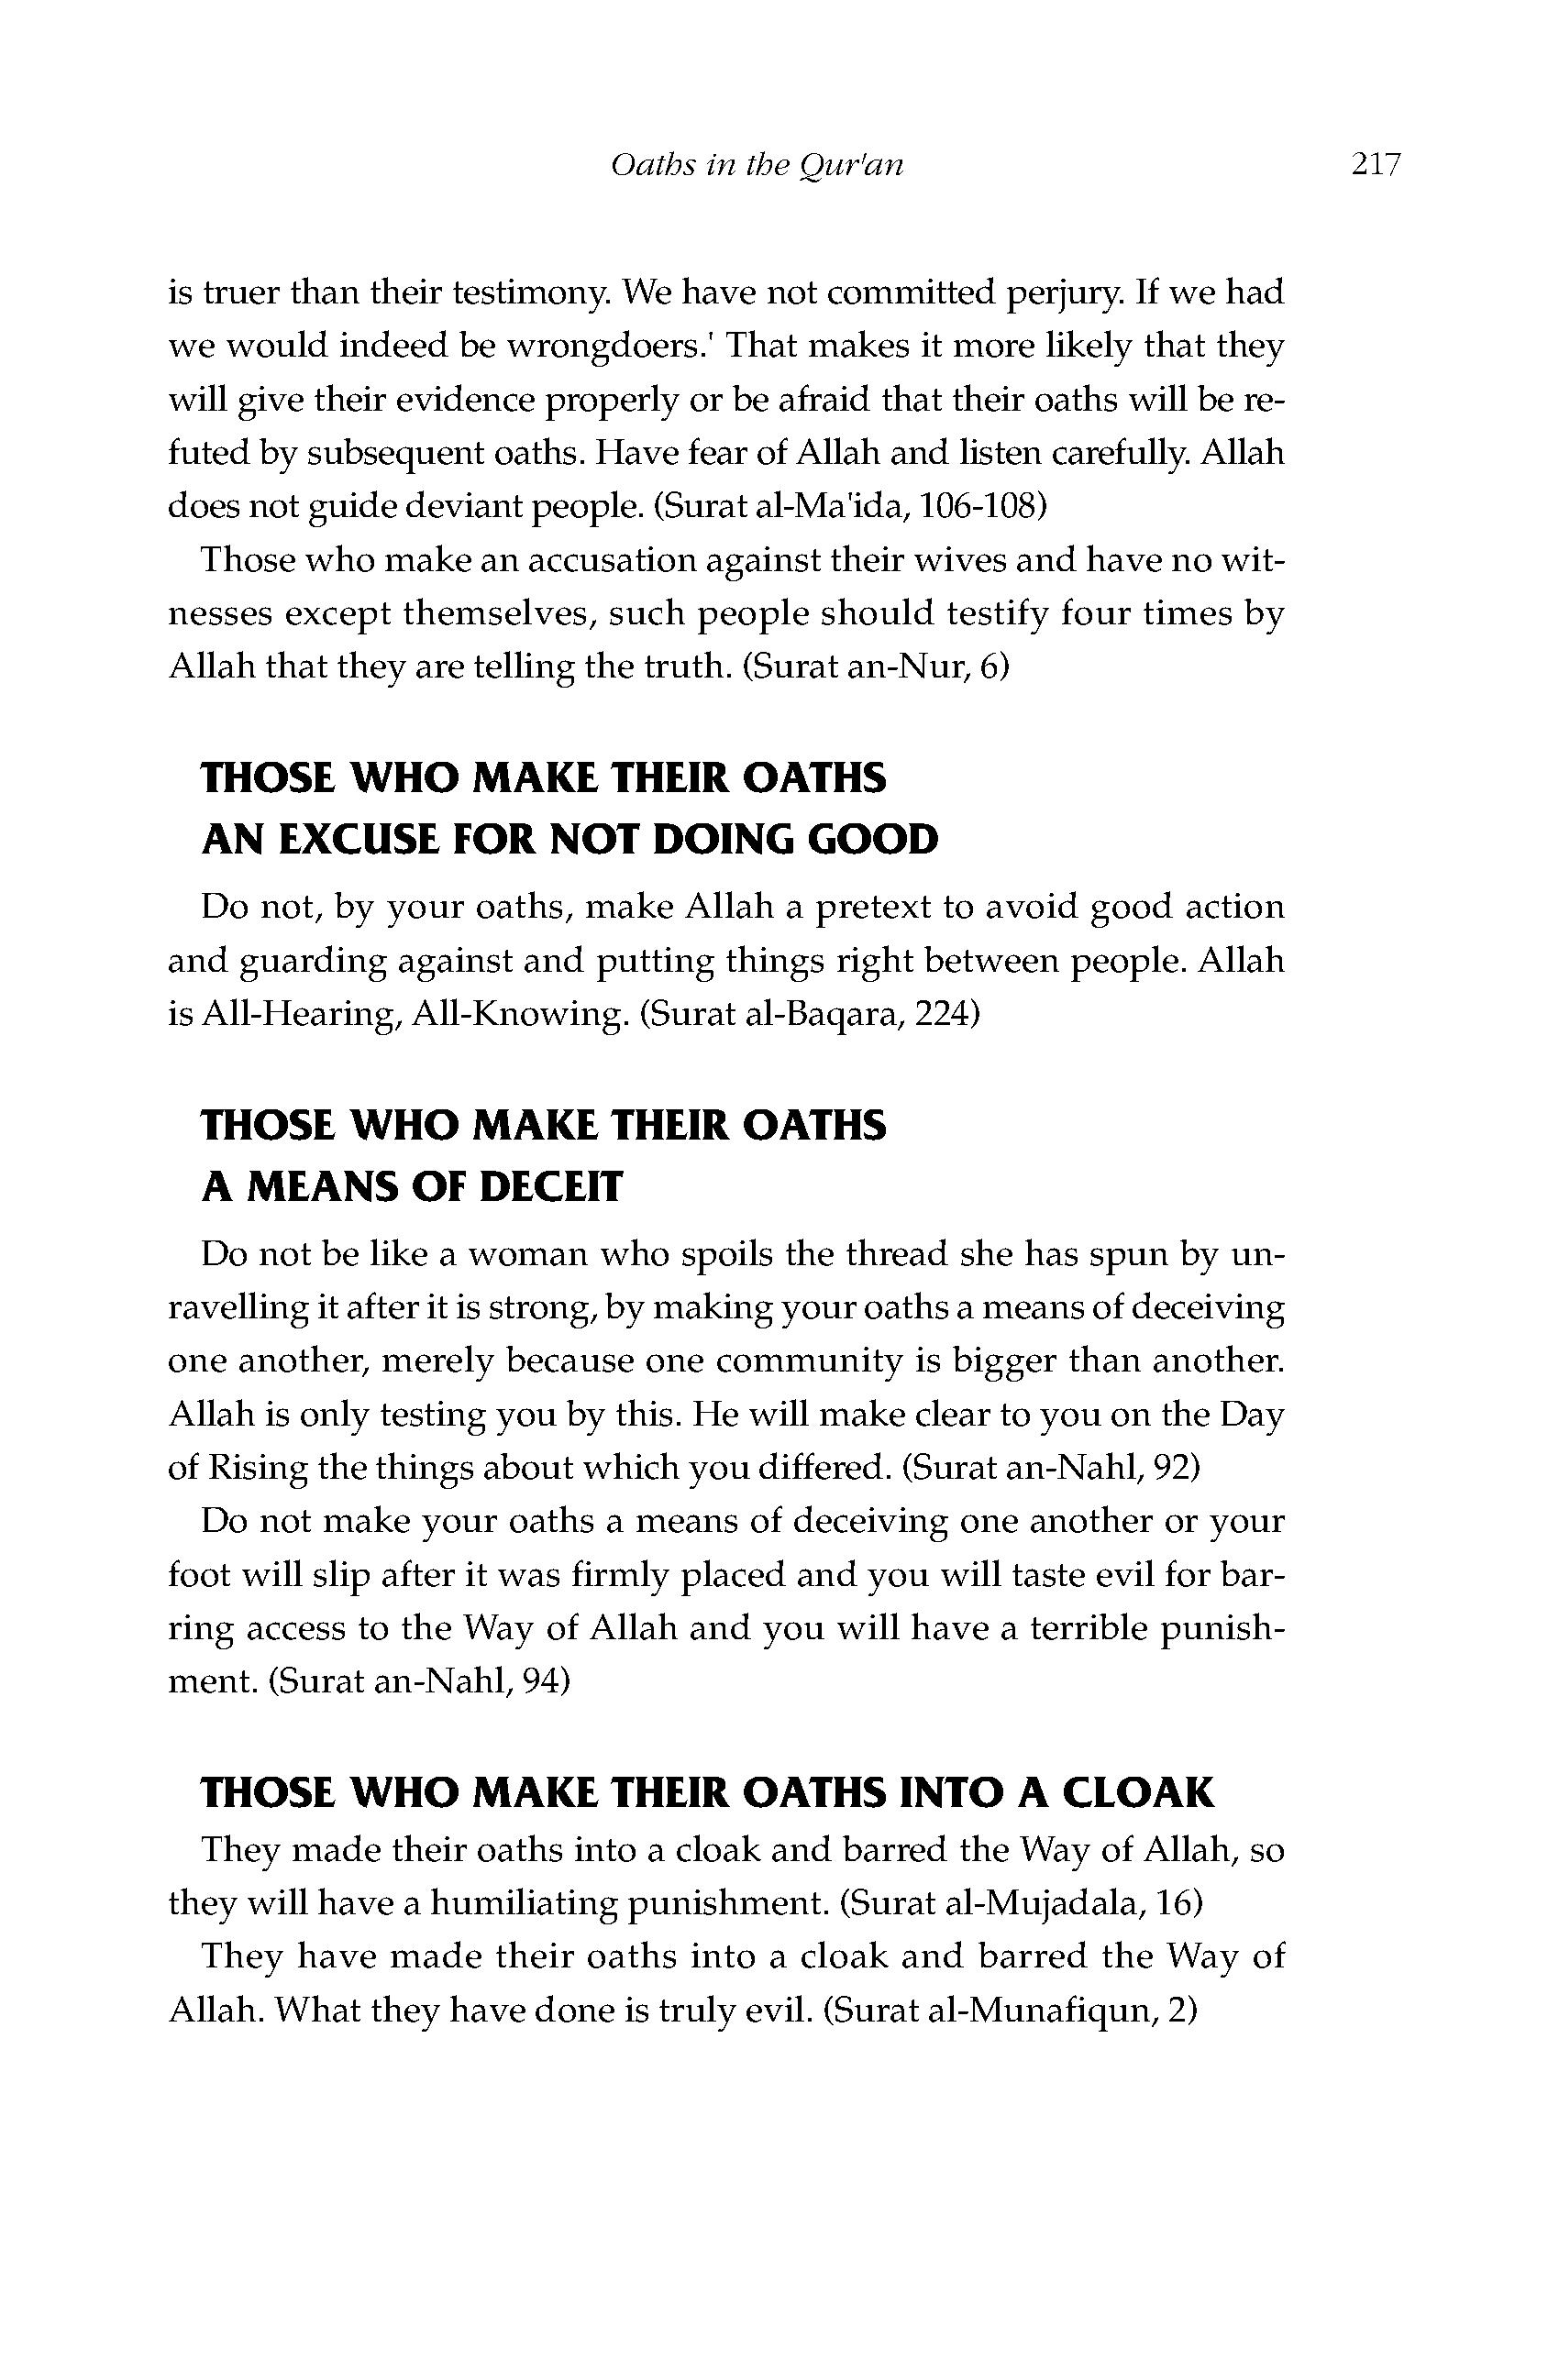 Oaths in the Qur'an 217
is truer than their testimony. We have not committed perjury. If we had
we would indeed be wrongdoers.' That makes it more likely that they
will give their evidence properly or be afraid that their oaths will be re-
futed by subsequent oaths. Have fear of Allah and listen carefully. Allah
does not guide deviant people. (Surat al-Ma'ida, 106-108)
Those who make an accusation against their wives and have no wit-
nesses except themselves, such people should testify four times by
Allah that they are telling the truth. (Surat an-Nur, 6)
THOSE WHO MAKE THEIR OATHS
AN EXCUSE FOR NOT DOING GOOD
Do not, by your oaths, make Allah a pretext to avoid good action
and guarding against and putting things right between people. Allah
is All-Hearing, All-Knowing. (Surat al-Baqara, 224)
THOSE WHO MAKE THEIR OATHS
A MEANS OF DECEIT
Do not be like a woman who spoils the thread she has spun by un-
ravelling it after it is strong, by making your oaths a means of deceiving
one another, merely because one community is bigger than another.
Allah is only testing you by this. He will make clear to you on the Day
of Rising the things about which you differed. (Surat an-Nahl, 92)
Do not make your oaths a means of deceiving one another or your
foot will slip after it was firmly placed and you will taste evil for bar-
ring access to the Way of Allah and you will have a terrible punish-
ment. (Surat an-Nahl, 94)
THOSE WHO MAKE THEIR OATHS INTO A CLOAK
They made their oaths into a cloak and barred the Way of Allah, so
they will have a humiliating punishment. (Surat al-Mujadala, 16)
They have made their oaths into a cloak and barred the Way of
Allah. What they have done is truly evil. (Surat al-Munafiqun, 2)